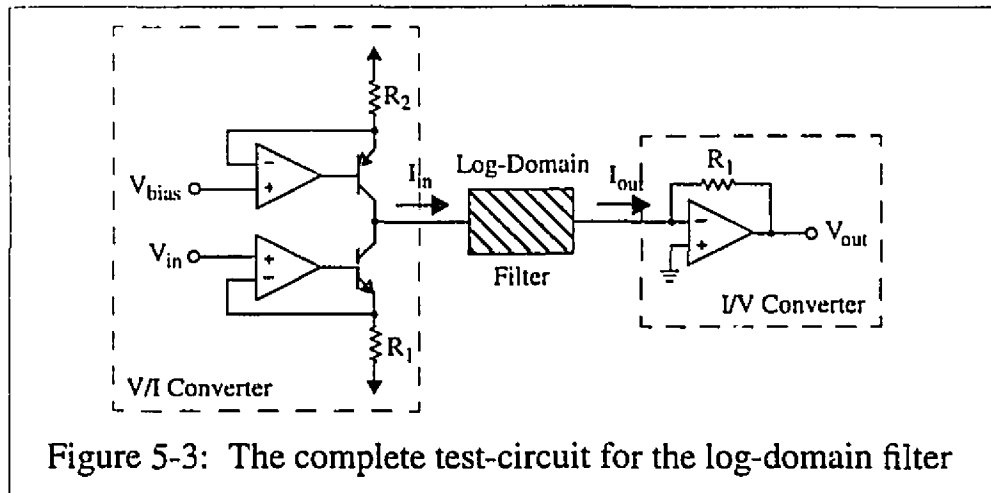 R2
−
+
Vbias
Vin
+
−
R1
V/I Converter
Iin
Log-Domain
Filter
Iout
R1
−
+
Vout
I/V Converter
Figure 5-3: The complete test-circuit for the log-domain filter